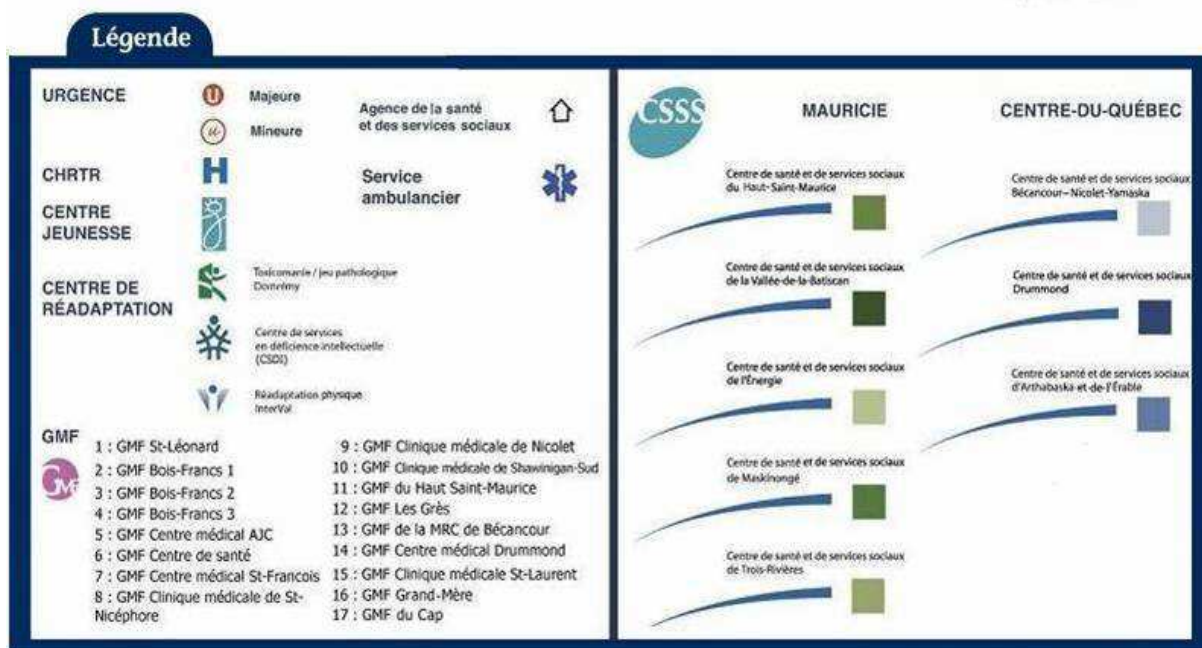 Légende
URGENCE
U Majeure
u Mineure
Agence de la santé
et des services sociaux
CHRTR
H
Service
ambulancier
CENTRE
JEUNESSE
CENTRE DE
RÉADAPTATION
Toxicomanie / jeu pathologique
Domrémy
Centre de services
en déficience intellectuelle
(CSDI)
Réadaptation physique
InterVal
GMF
GMF
1 : GMF St-Léonard
2 : GMF Bois-Francs 1
3 : GMF Bois-Francs 2
4 : GMF Bois-Francs 3
5 : GMF Centre médical AJC
6 : GMF Centre de santé
7 : GMF Centre médical St-Francois
8 : GMF Clinique médicale de St-
Nicéphore
9 : GMF Clinique médicale de Nicolet
10 : GMF Clinique médicale de Shawinigan-Sud
11 : GMF du Haut Saint-Maurice
12 : GMF Les Grès
13 : GMF de la MRC de Bécancour
14 : GMF Centre médical Drummond
15 : GMF Clinique médicale St-Laurent
16 : GMF Grand-Mère
17 : GMF du Cap
CSSS
MAURICIE
Centre de santé et de services sociaux
du Haut-Saint-Maurice
Centre de santé et de services sociaux
de la Vallée-de-la-Batiscan
Centre de santé et de services sociaux
de l'Énergie
Centre de santé et de services sociaux
de Maskinongé
Centre de santé et de services sociaux
de Trois-Rivières
CENTRE-DU-QUÉBEC
Centre de santé et de services sociaux
Bécancour–Nicolet-Yamaska
Centre de santé et de services sociaux
Drummond
Centre de santé et de services sociaux
d'Arthabaska-et-de-l'Érable